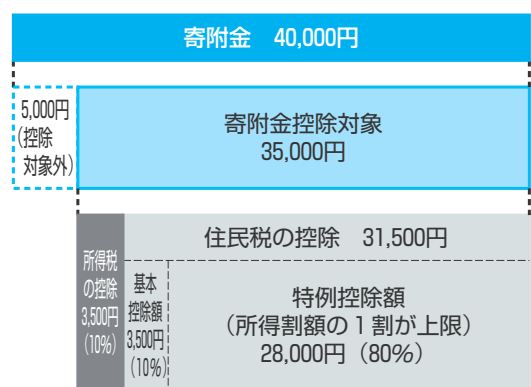 寄附金　40,000円
5,000円
(控除
対象外)
寄附金控除対象
35,000円
所得税
の控除
3,500円
(10%)
住民税の控除　31,500円
基本
控除額
3,500円
(10%)
特例控除額
（所得割額の１割が上限）
28,000円（80%）